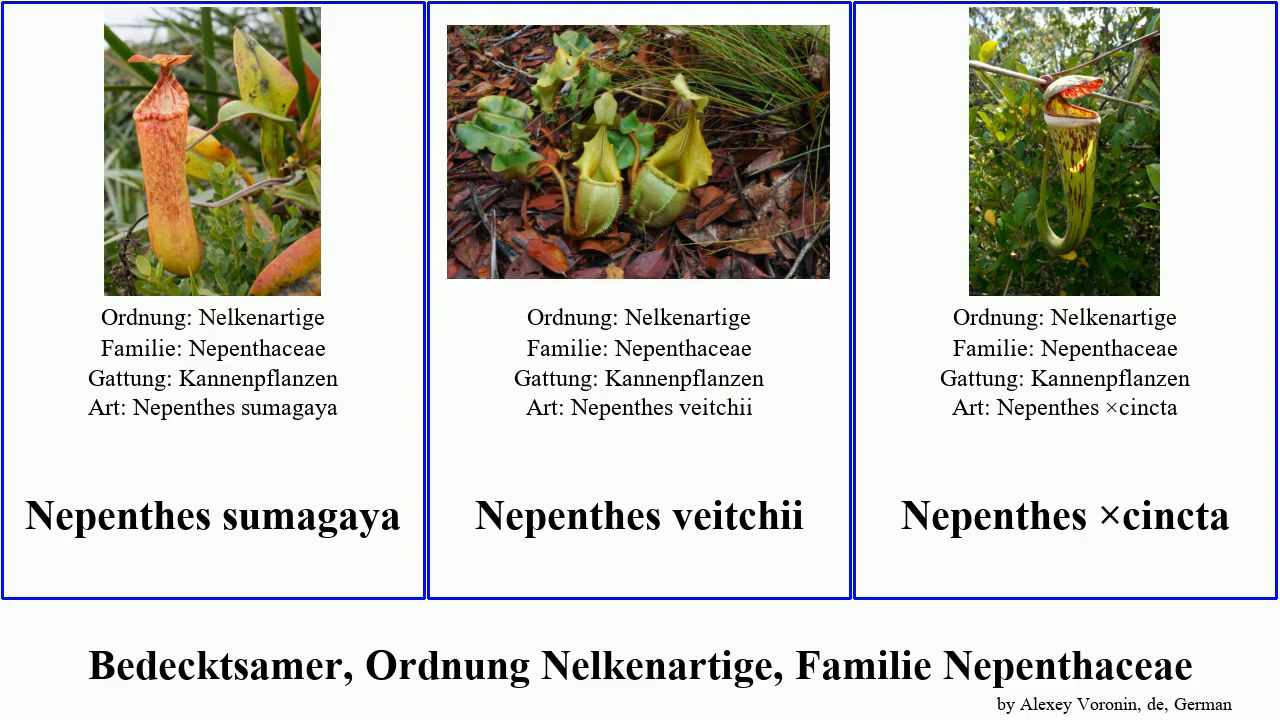 Ordnung: Nelkenartige
Familie: Nepenthaceae
Gattung: Kannenpflanzen
Art: Nepenthes sumagaya
Nepenthes sumagaya
Ordnung: Nelkenartige
Familie: Nepenthaceae
Gattung: Kannenpflanzen
Art: Nepenthes veitchii
Nepenthes veitchii
Ordnung: Nelkenartige
Familie: Nepenthaceae
Gattung: Kannenpflanzen
Art: Nepenthes ×cincta
Nepenthes ×cincta
Bedecktsamer, Ordnung Nelkenartige, Familie Nepenthaceae
by Alexey Voronin, de, German